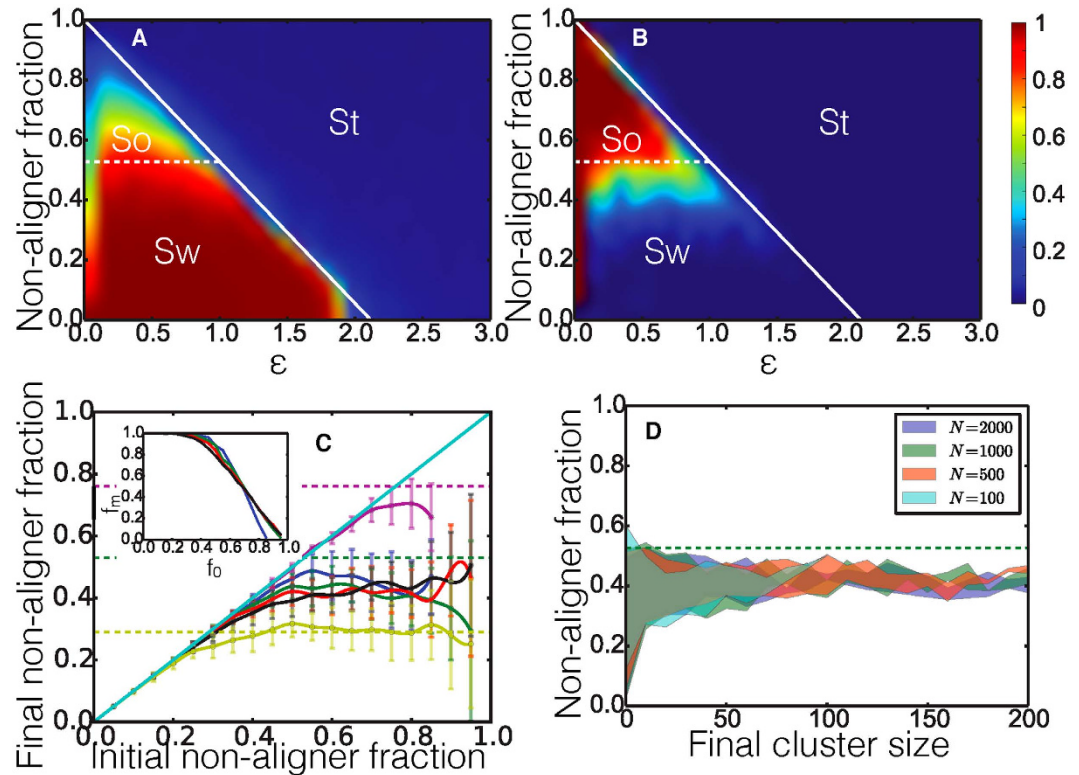 A
B
Non-aligner fraction
1.0
0.8
0.6
0.4
0.2
0.0
So
Sw
St
0.0 0.5 1.0 1.5 2.0 2.5 3.0
ε
Non-aligner fraction
1.0
0.8
0.6
0.4
0.2
0.0
So
Sw
St
0.0 0.5 1.0 1.5 2.0 2.5 3.0
ε
1
0.8
0.6
0.4
0.2
0
C
Final non-aligner fraction
1.0
0.8
0.6
0.4
0.2
0.0
0.0 0.2 0.4 0.6 0.8 1.0
Initial non-aligner fraction
fm
1.0
0.8
0.6
0.4
0.2
0.0
0.0 0.2 0.4 0.6 0.8 1.0
f0
D
Non-aligner fraction
1.0
0.8
0.6
0.4
0.2
0.0
N=2000
N=1000
N=500
N=100
0 50 100 150 200
Final cluster size